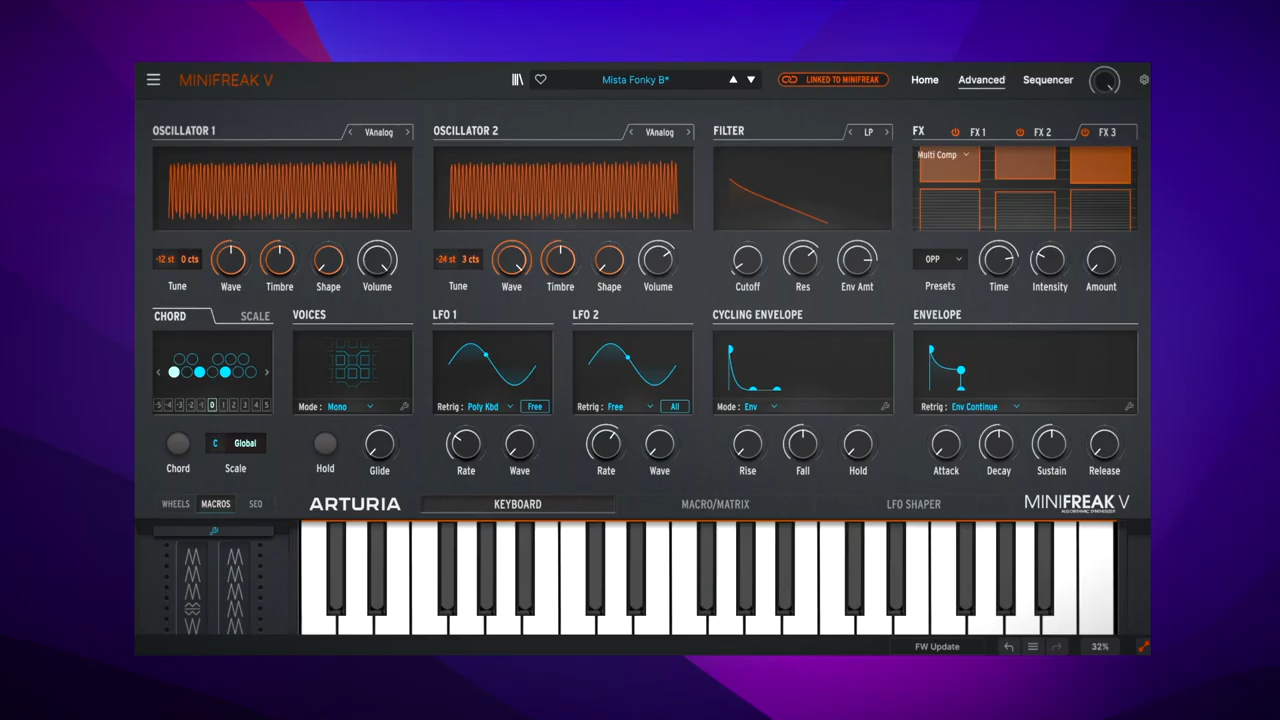 MINIFREAK V
Mista Fonky B*
LINKED TO MINIFREAK
Home
Advanced
Sequencer
OSCILLATOR 1
VAnalog
OSCILLATOR 2
VAnalog
FILTER
LP
FX
FX 1
FX 2
FX 3
Multi Comp
-12 st 0 cts
Tune
Wave
Timbre
Shape
Volume
-24 st 3 cts
Tune
Wave
Timbre
Shape
Volume
Cutoff
Res
Env Amt
OPP
Presets
Time
Intensity
Amount
CHORD
SCALE
VOICES
LFO 1
LFO 2
CYCLING ENVELOPE
ENVELOPE
-5 -4 -3 -2 -1 0 1 2 3 4 5
Mode: Mono
Retrig: Poly Kbd
Free
Retrig: Free
All
Mode: Env
Retrig: Env Continue
C Global
Chord
Scale
Hold
Glide
Rate
Wave
Rate
Wave
Rise
Fall
Hold
Attack
Decay
Sustain
Release
WHEELS
MACROS
SEQ
ARTURIA
KEYBOARD
MACRO/MATRIX
LFO SHAPER
MINIFREAK V
ALGORITHMIC SYNTHESIZER
FW Update
32%